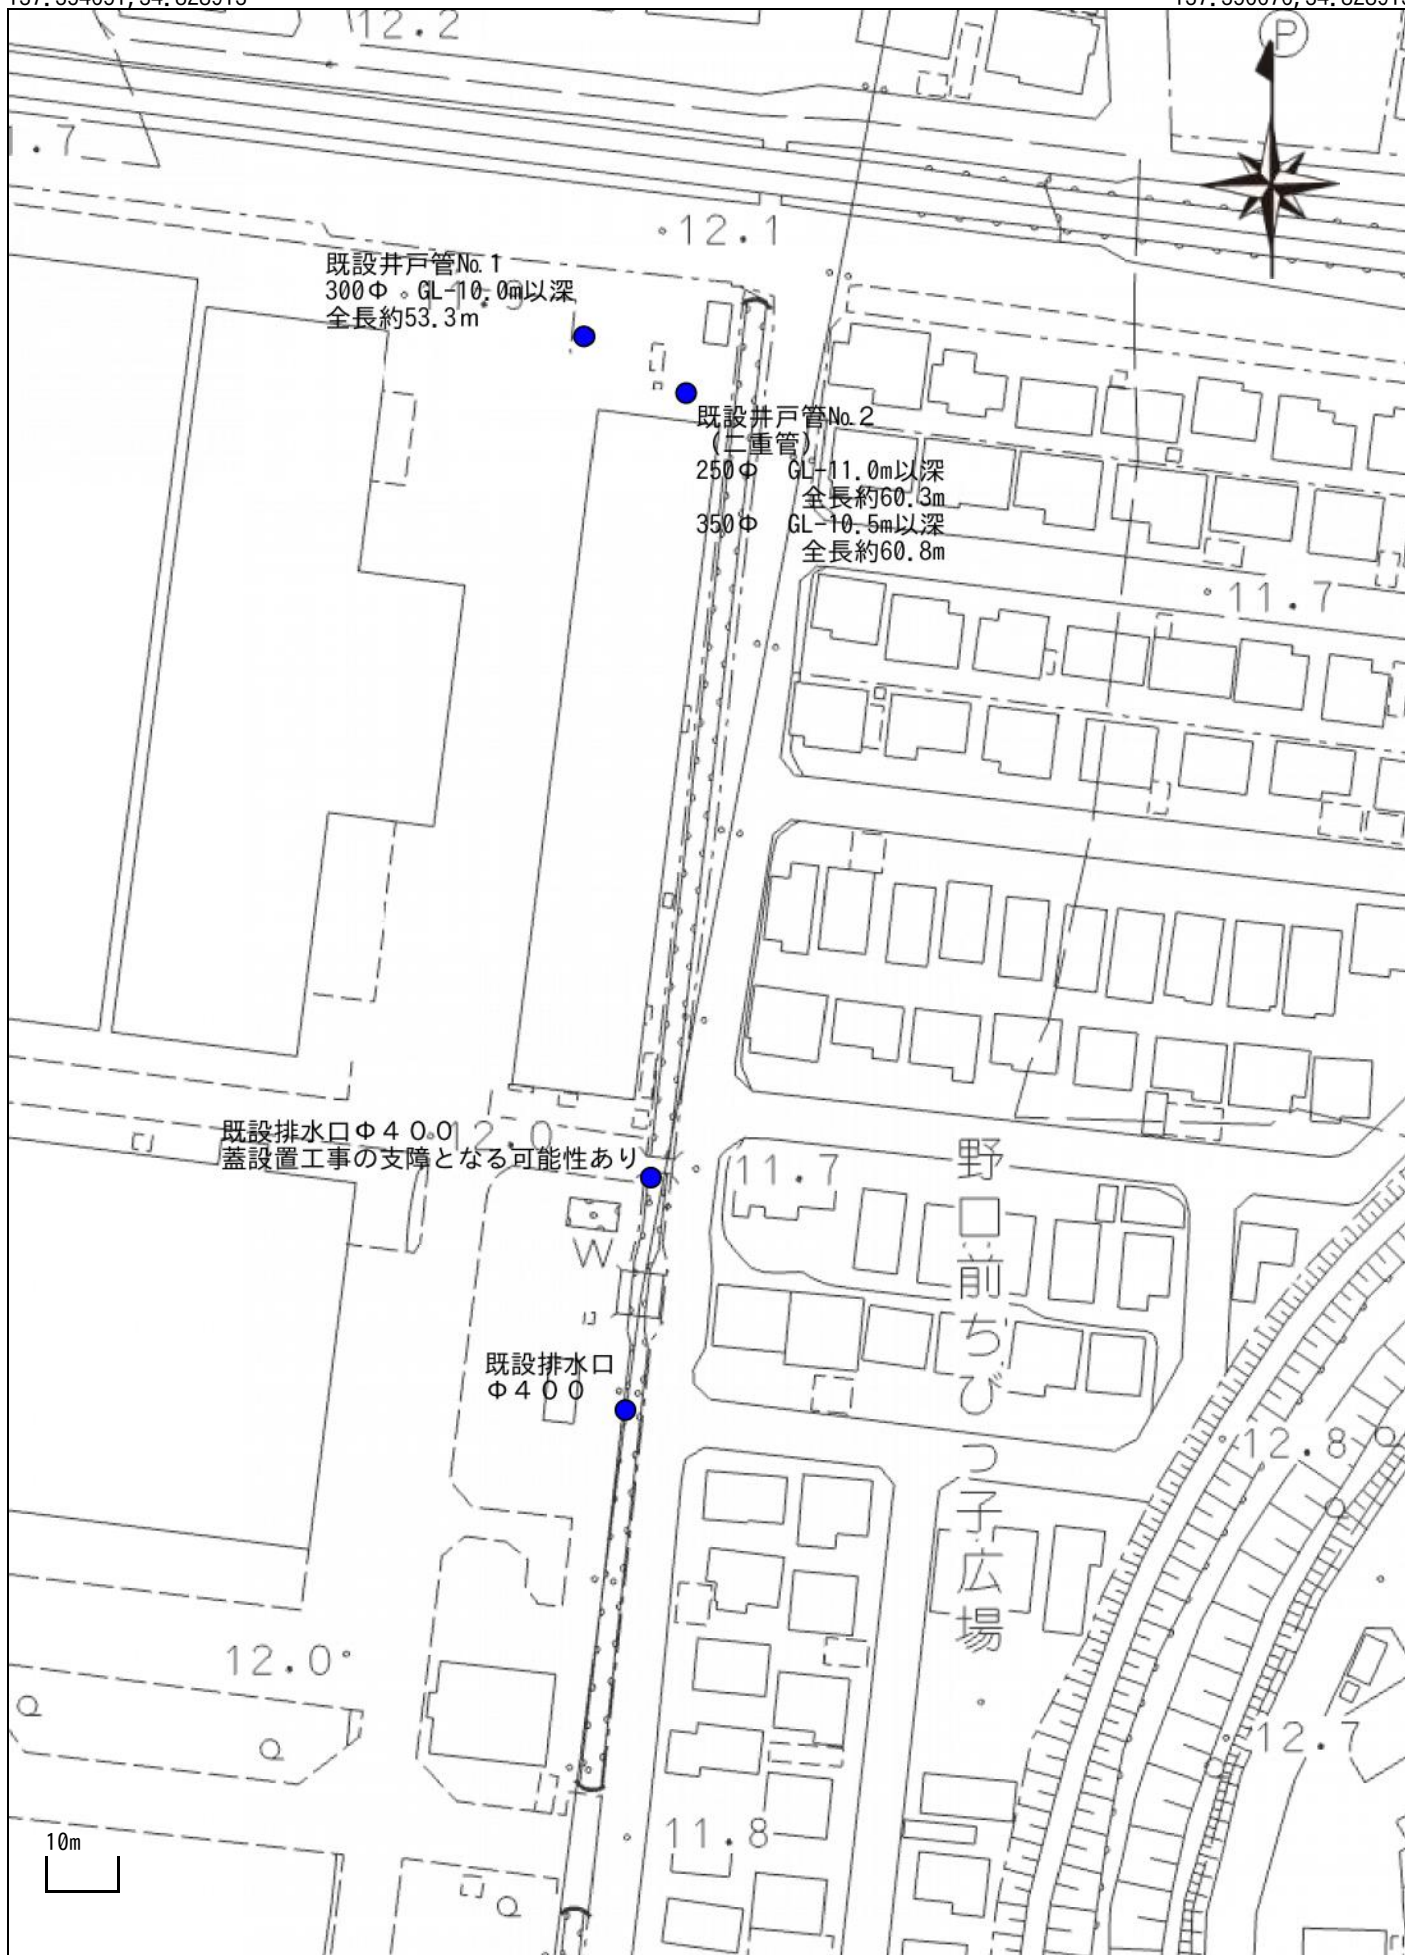 12.2
P
1.7
12.1
既設井戸管№1
300Φ GL-10.0m以深
全長約53.3m
既設井戸管№2
(二重管)
250Φ GL-11.0m以深
全長約60.3m
350Φ GL-10.5m以深
全長約60.8m
11.7
既設排水口Φ400
12.0
蓋設置工事の支障となる可能性あり
11.7
W
野口前ちびっ子広場
既設排水口
Φ400
12.8
12.0
12.7
11.8
10m